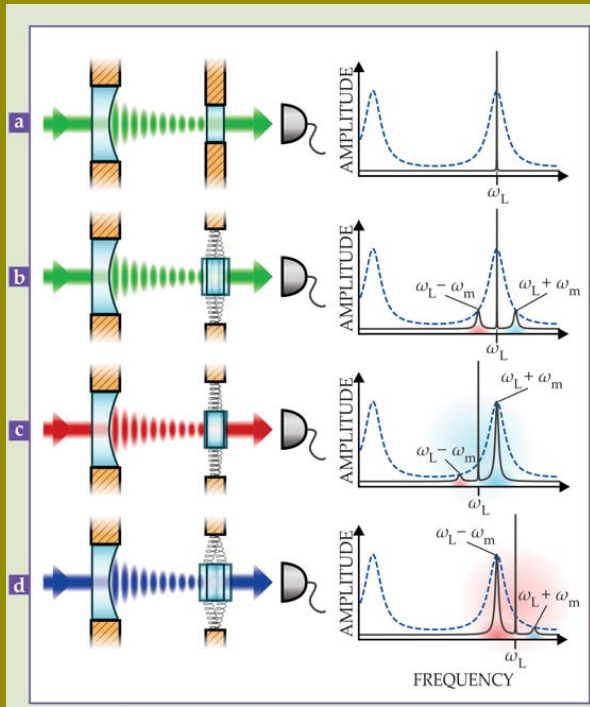 a
AMPLITUDE
ω_L
b
AMPLITUDE
ω_L − ω_m
ω_L + ω_m
ω_L
c
AMPLITUDE
ω_L + ω_m
ω_L − ω_m
ω_L
d
AMPLITUDE
ω_L − ω_m
ω_L + ω_m
ω_L
FREQUENCY